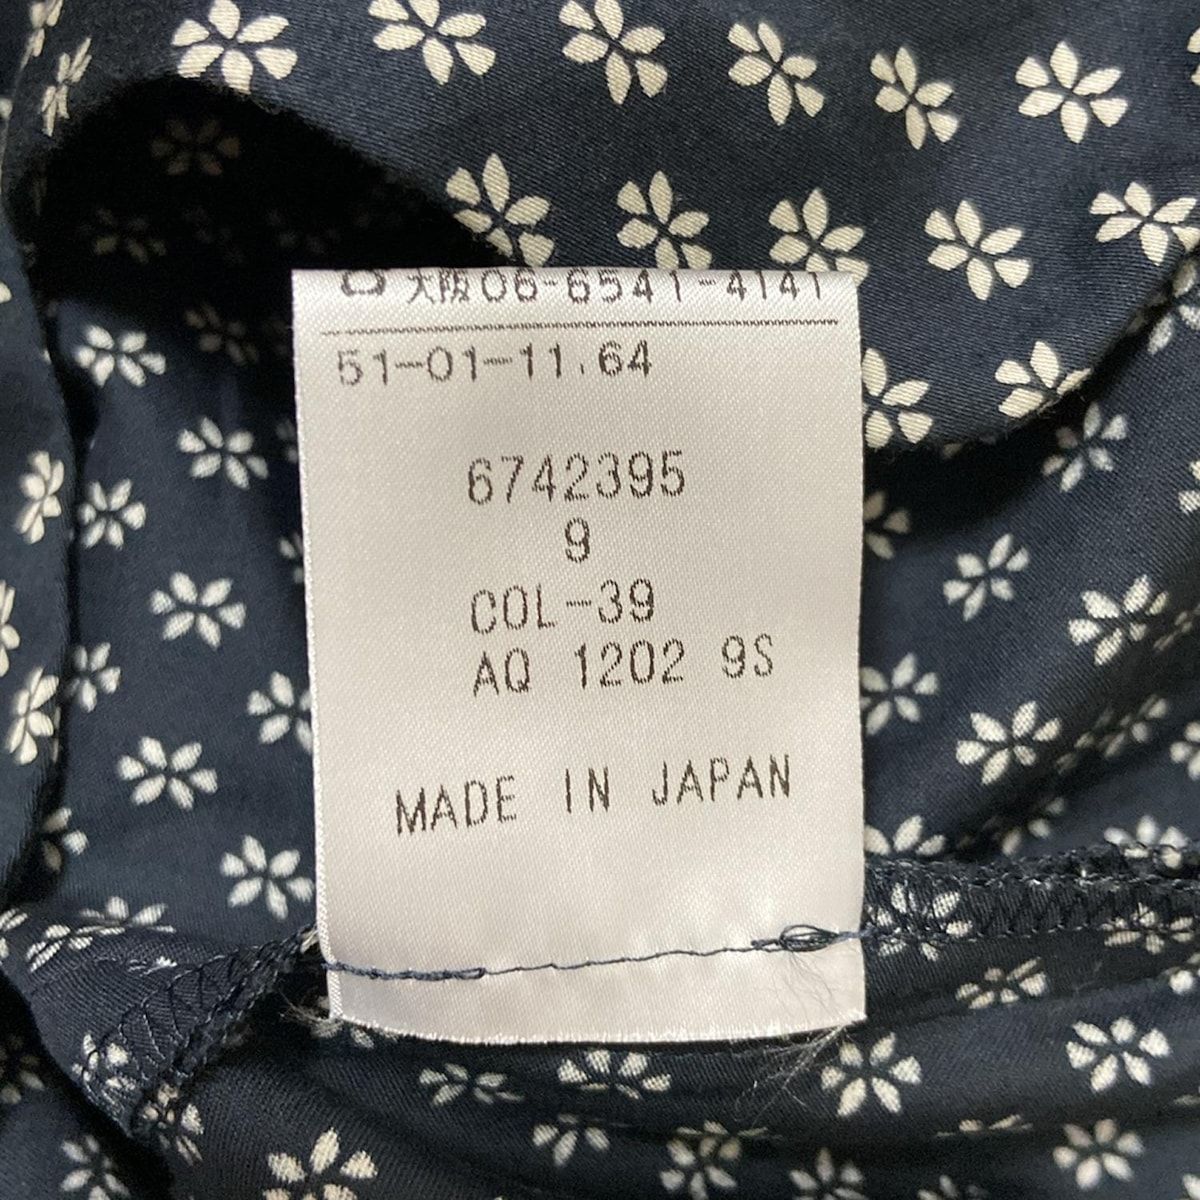 大阪06-6541-4141
51-01-11.64
6742395
9
COL-39
AQ 1202 9S
MADE IN JAPAN